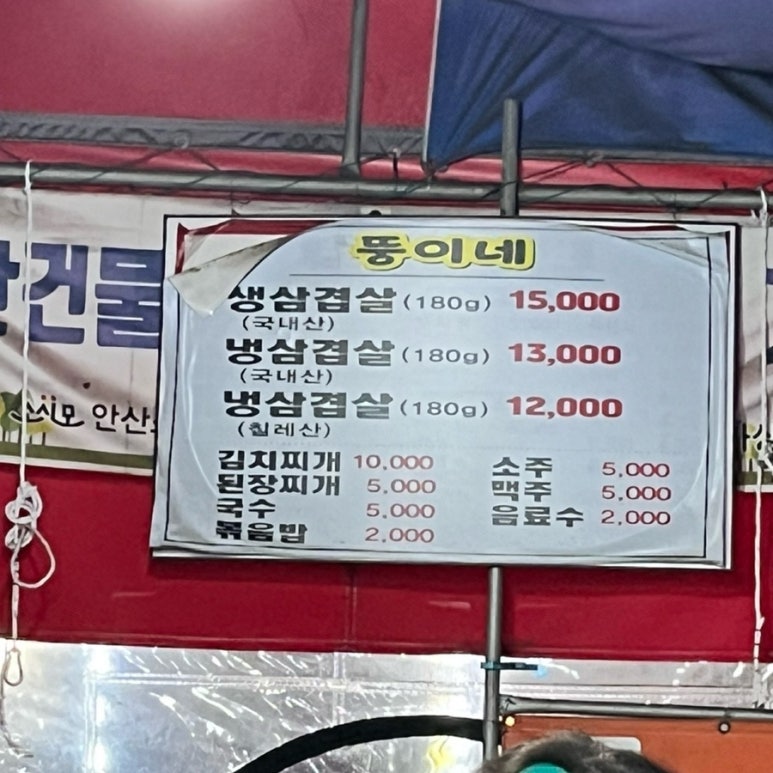 뚱이네
생삼겹살(180g) 15,000
(국내산)
냉삼겹살(180g) 13,000
(국내산)
냉삼겹살(180g) 12,000
(칠레산)
김치찌개 10,000
된장찌개 5,000
국수 5,000
볶음밥 2,000
소주 5,000
맥주 5,000
음료수 2,000
건물
안산